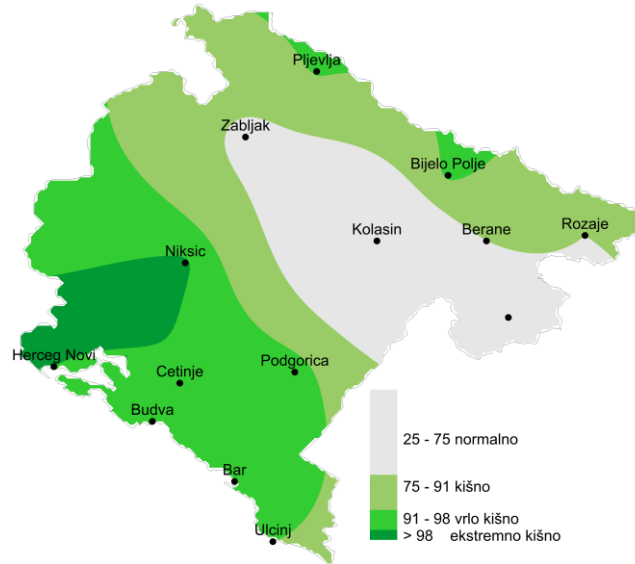 Pljevlja
Zabljak
Bijelo Polje
Kolasin
Berane
Rozaje
Niksic
Herceg Novi
Cetinje
Podgorica
Budva
Bar
Ulcinj
25 - 75 normalno
75 - 91 kišno
91 - 98 vrlo kišno
> 98 ekstremno kišno